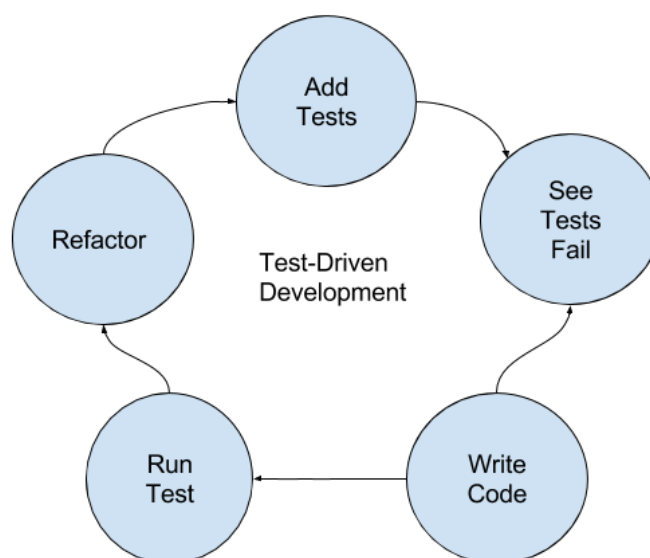 Add
Tests
See
Tests
Fail
Refactor
Test-Driven
Development
Run
Test
Write
Code